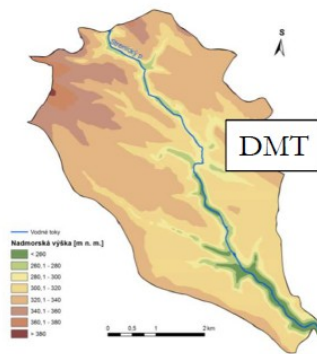 S
DMT
Vodné toky
Nadmorská výška [m n. m.]
< 260
260,1 - 280
280,1 - 300
300,1 - 320
320,1 - 340
340,1 - 360
360,1 - 380
> 380
0 0,5 1 2 km